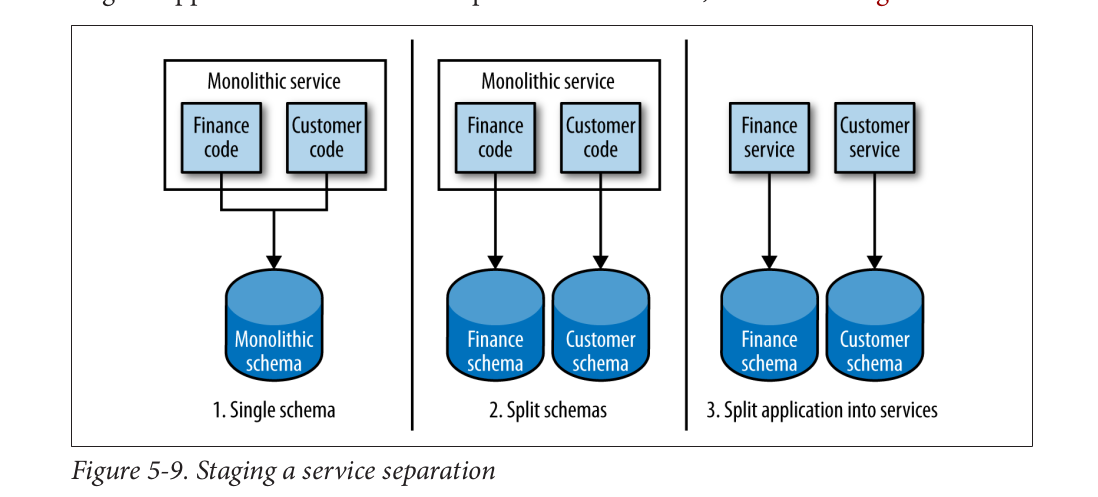 Monolithic service
Finance
code
Customer
code
Monolithic
schema
1. Single schema
Monolithic service
Finance
code
Customer
code
Finance
schema
Customer
schema
2. Split schemas
Finance
service
Customer
service
Finance
schema
Customer
schema
3. Split application into services
Figure 5-9. Staging a service separation